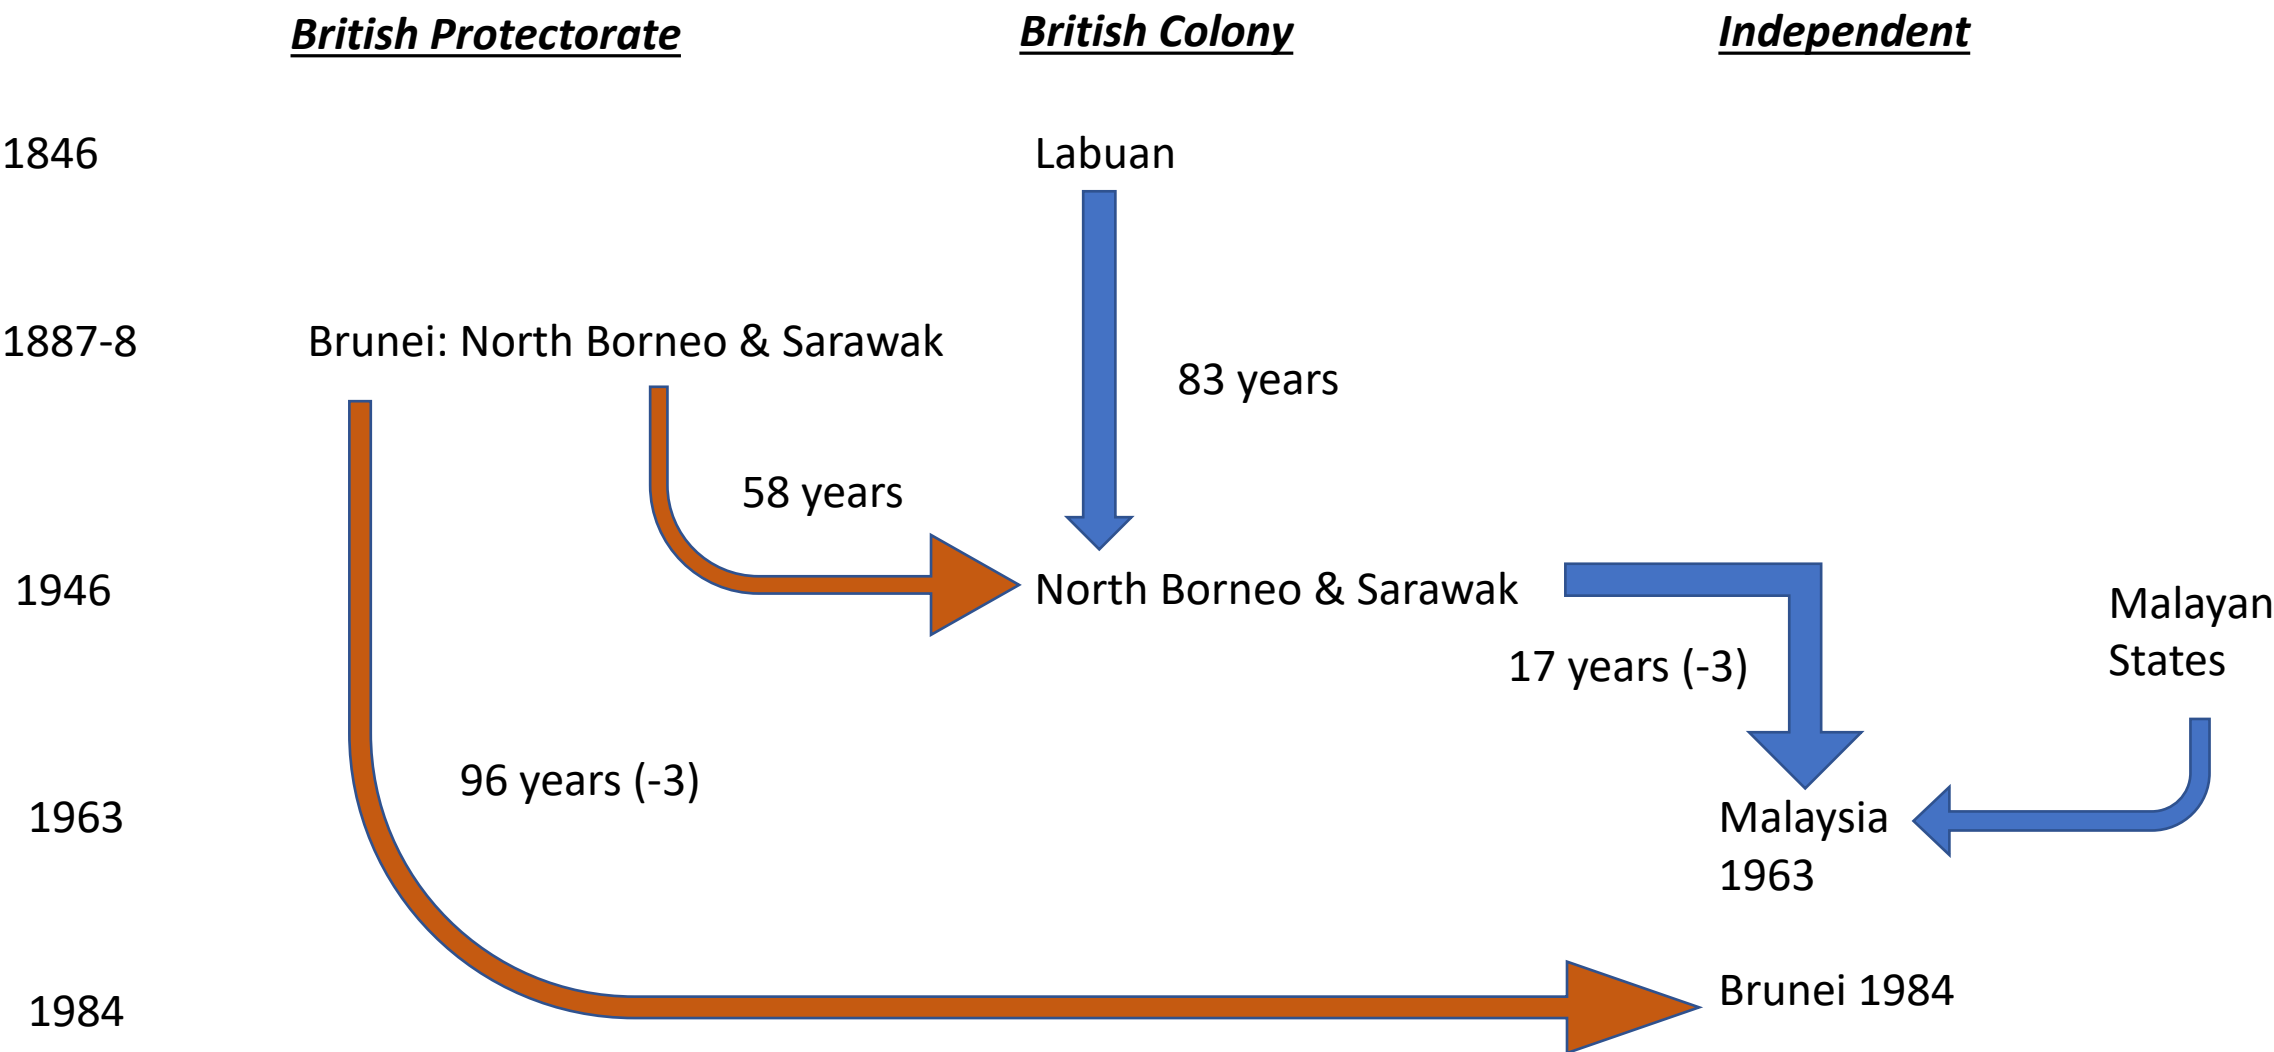 British Protectorate
British Colony
Independent
1846
Labuan
1887-8
Brunei: North Borneo & Sarawak
83 years
58 years
1946
North Borneo & Sarawak
Malayan
States
17 years (-3)
96 years (-3)
1963
Malaysia
1963
1984
Brunei 1984